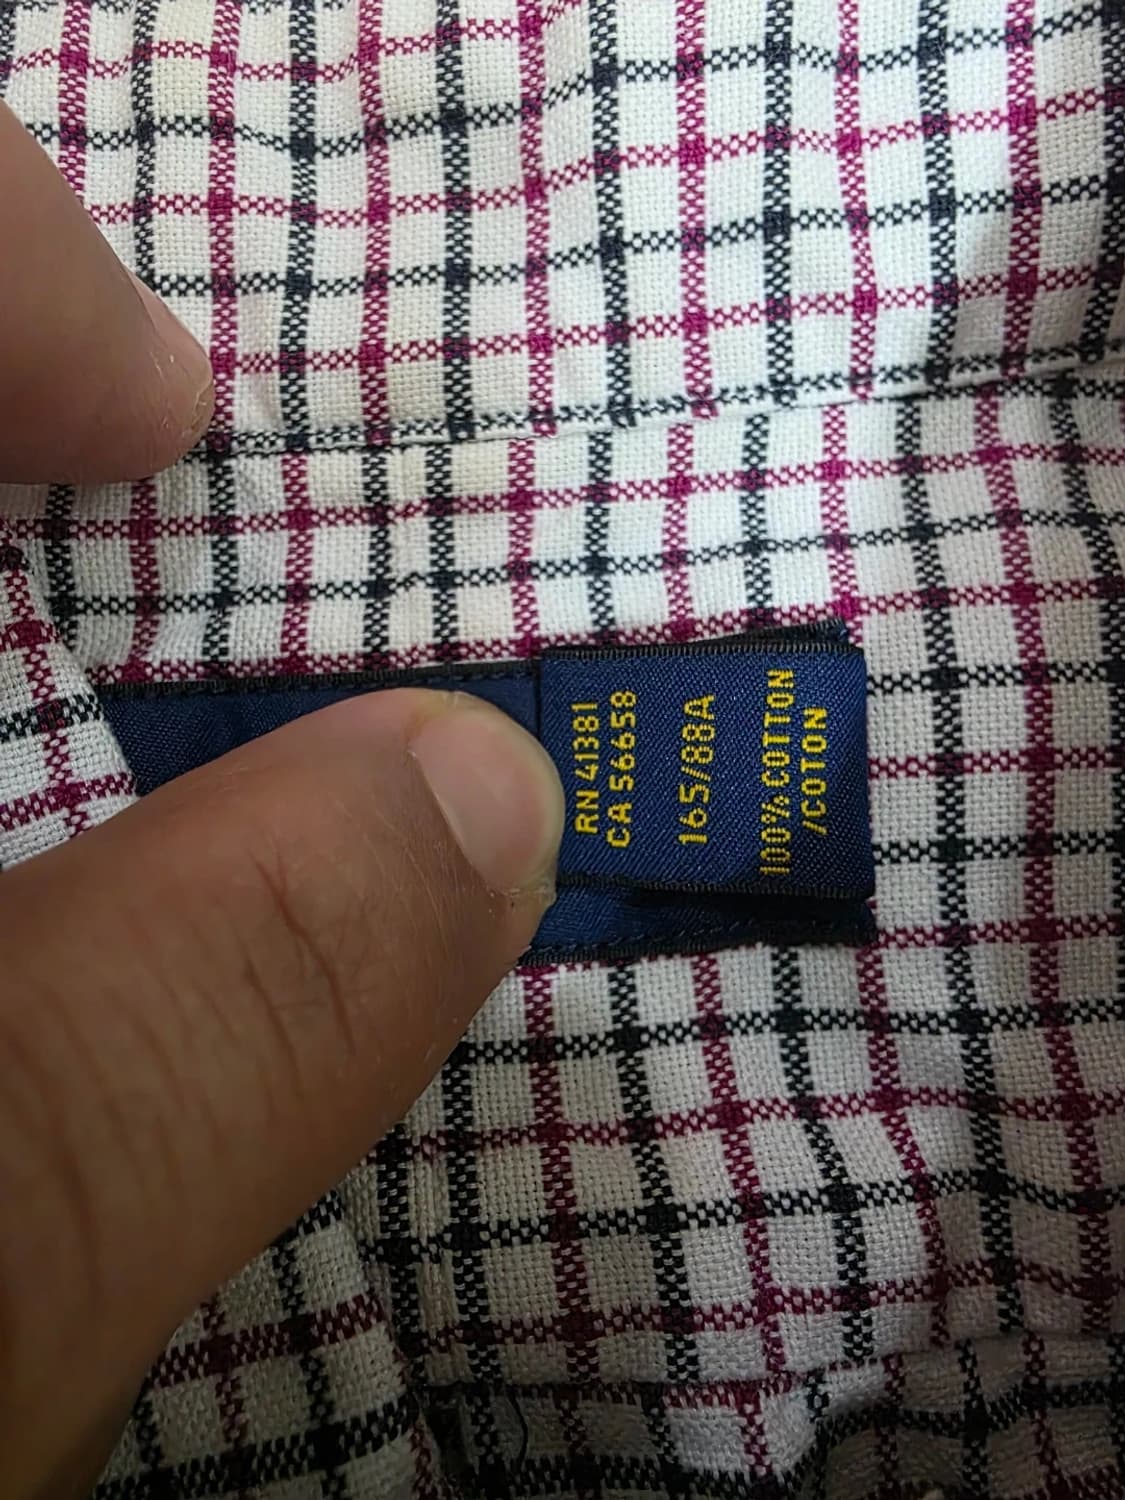 RN 41381
CA 56658
165/88A
100% COTTON
/COTON